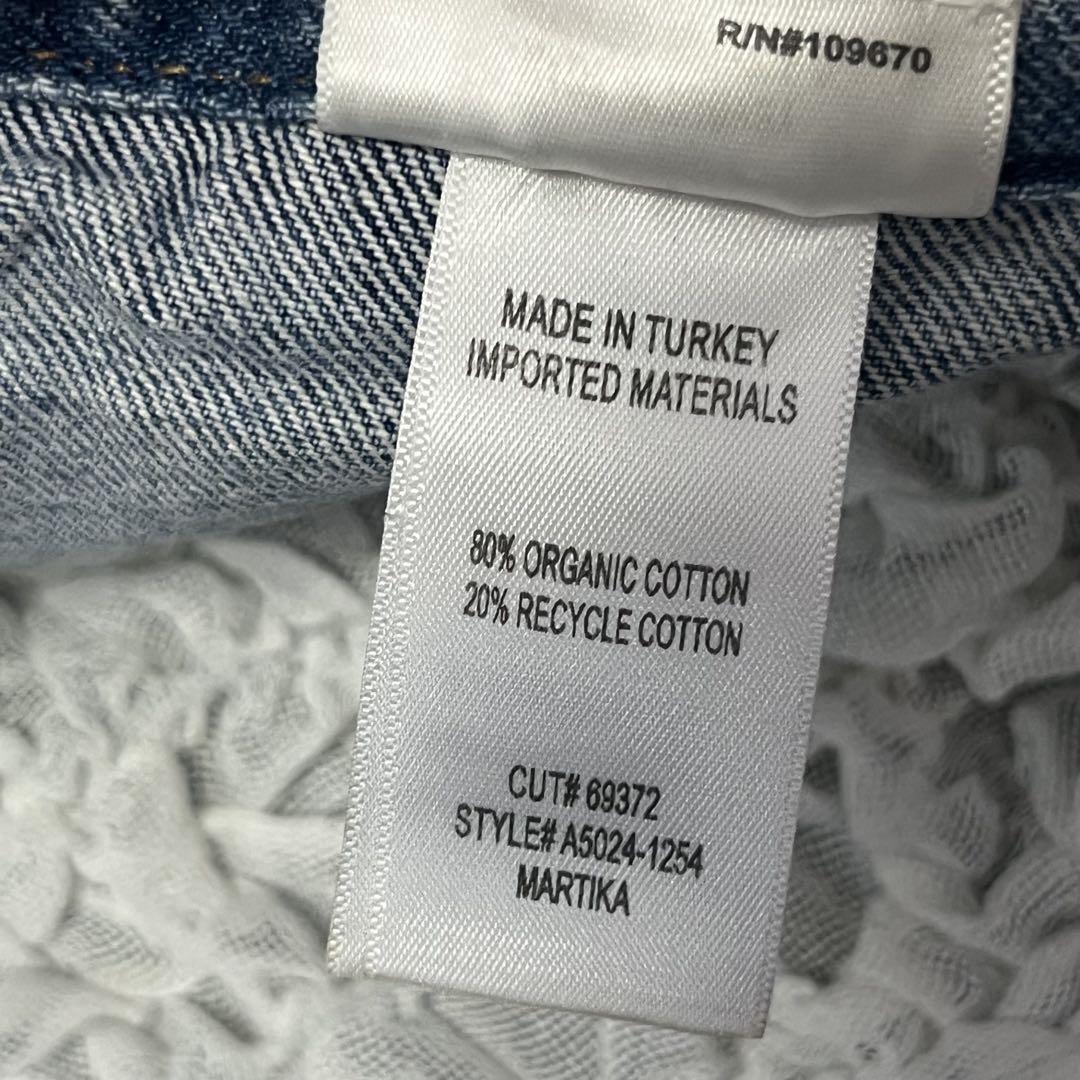 R/N#109670
MADE IN TURKEY
IMPORTED MATERIALS
80% ORGANIC COTTON
20% RECYCLE COTTON
CUT# 69372
STYLE# A5024-1254
MARTIKA